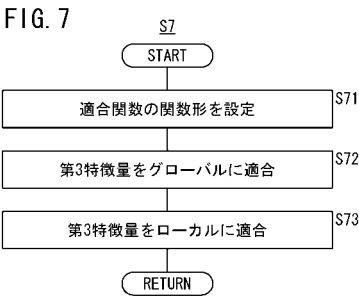 FIG. 7
S7
START
適合関数の関数形を設定
S71
第3特徴量をグローバルに適合
S72
第3特徴量をローカルに適合
S73
RETURN